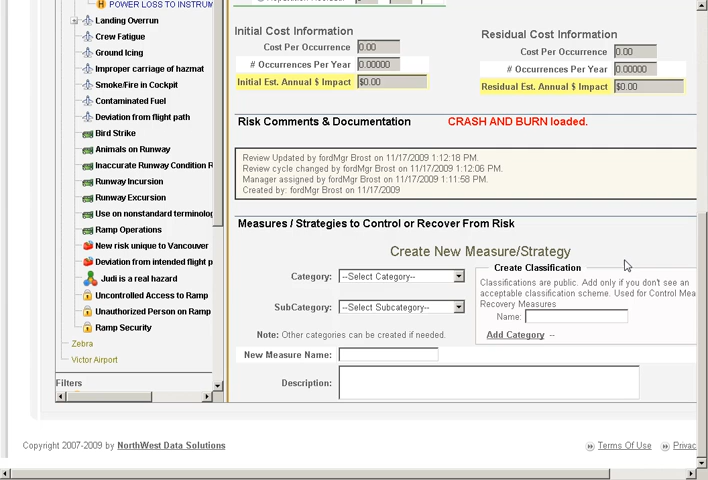 POWER LOSS TO INSTRUM
Landing Overrun
Crew Fatigue
Ground Icing
Improper carriage of hazmat
Smoke/Fire in Cockpit
Contaminated Fuel
Deviation from flight path
Bird Strike
Animals on Runway
Inaccurate Runway Condition R
Runway Incursion
Runway Excursion
Use on nonstandard terminolog
Ramp Operations
New risk unique to Vancouver
Deviation from intended flight p
Judi is a real hazard
Uncontrolled Access to Ramp
Unauthorized Person on Ramp
Ramp Security
Zebra
Victor Airport
Filters
Initial Cost Information
Cost Per Occurrence 0.00
# Occurrences Per Year 0.00000
Initial Est. Annual $ Impact $0.00
Residual Cost Information
Cost Per Occurrence 0.00
# Occurrences Per Year 0.00000
Residual Est. Annual $ Impact $0.00
Risk Comments & Documentation CRASH AND BURN loaded.
Review Updated by fordMgr Brost on 11/17/2009 1:12:18 PM.
Review cycle changed by fordMgr Brost on 11/17/2009 1:12:06 PM.
Manager assigned by fordMgr Brost on 11/17/2009 1:11:58 PM.
Created by: fordMgr Brost on 11/17/2009
Measures / Strategies to Control or Recover From Risk
Create New Measure/Strategy
Category: --Select Category--
SubCategory: --Select Subcategory--
Note: Other categories can be created if needed.
Create Classification
Classifications are public. Add only if you don't see an
acceptable classification scheme. Used for Control Mea
Recovery Measures
Name:
Add Category --
New Measure Name:
Description:
Copyright 2007-2009 by NorthWest Data Solutions
Terms Of Use Privac